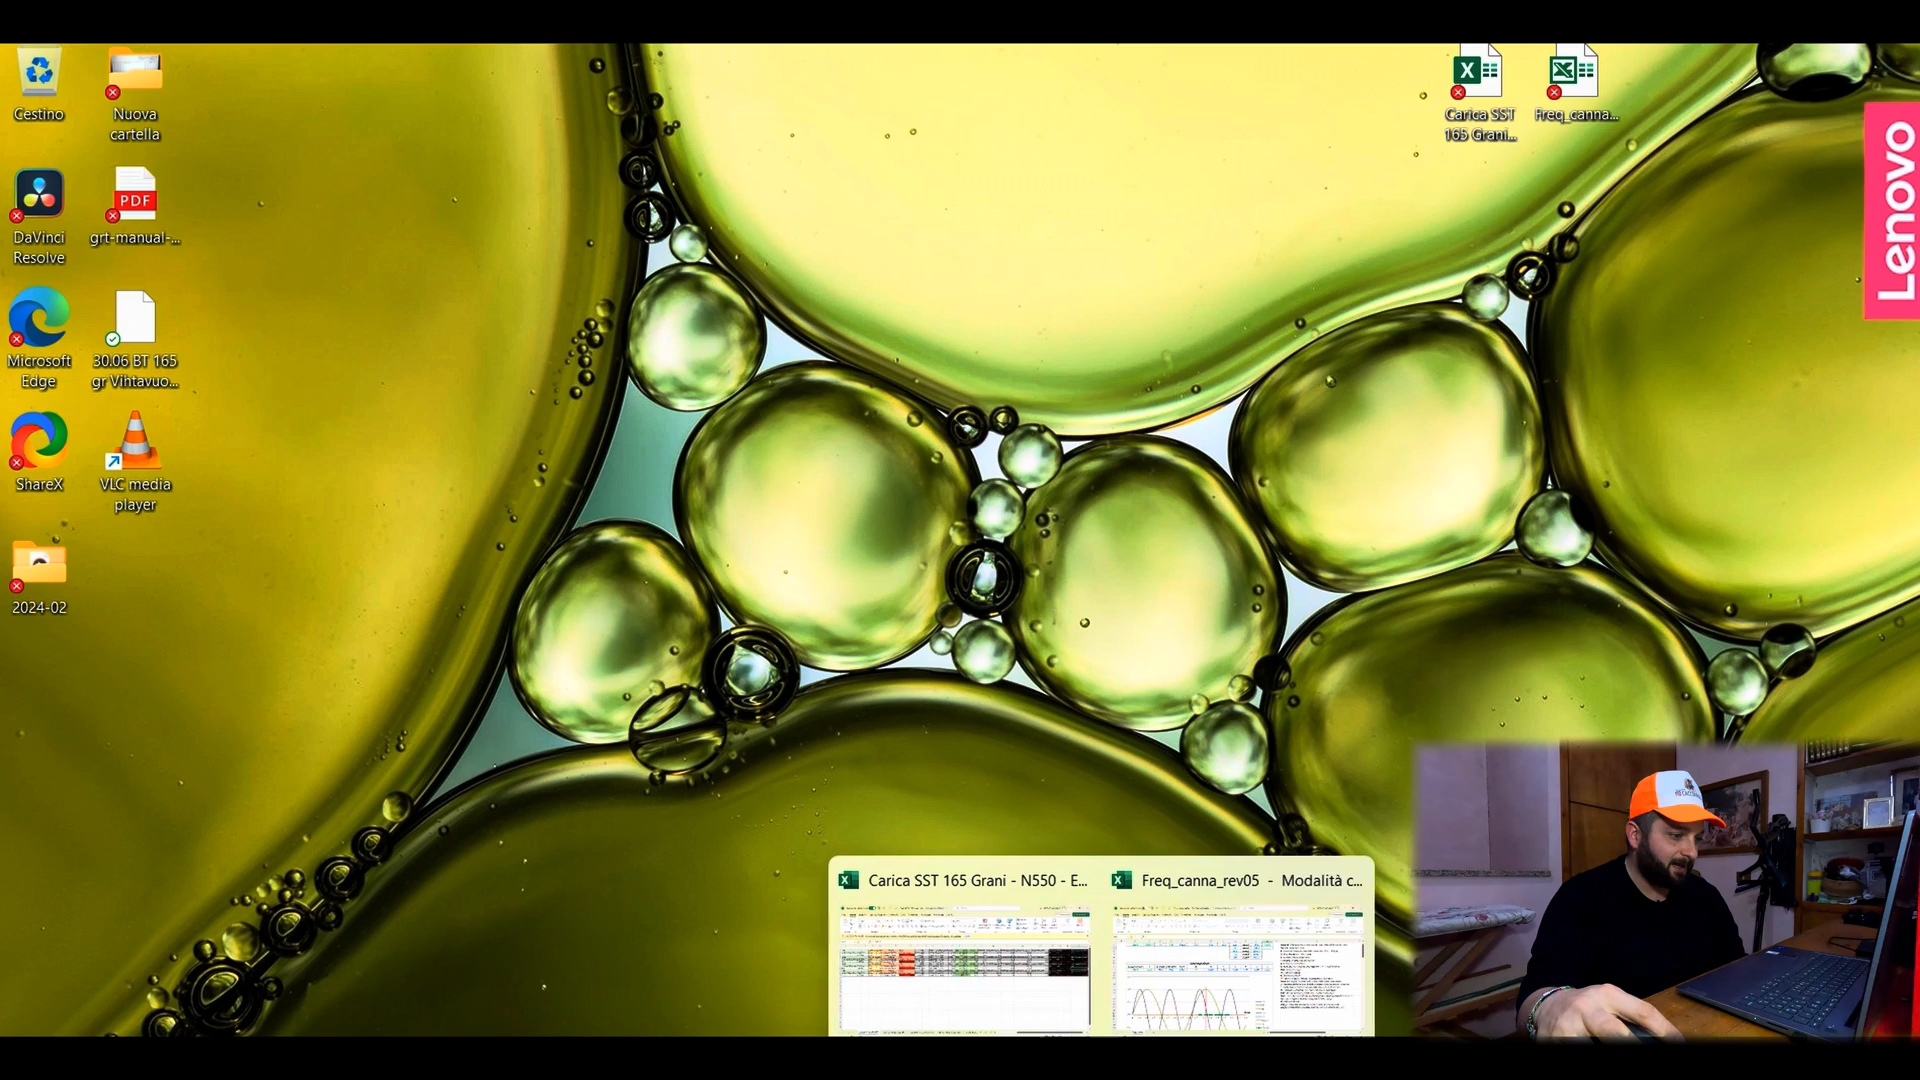 Cestino
Nuova
cartella
DaVinci
Resolve
PDF
grt-manual-...
Microsoft
Edge
30.06 BT 165
gr Vihtavuo...
ShareX
VLC media
player
2024-02
Carica SST
165 Grani...
Freq_canna...
Lenovo
Carica SST 165 Grani - N550 - E...
Freq_canna_rev05 - Modalità c...